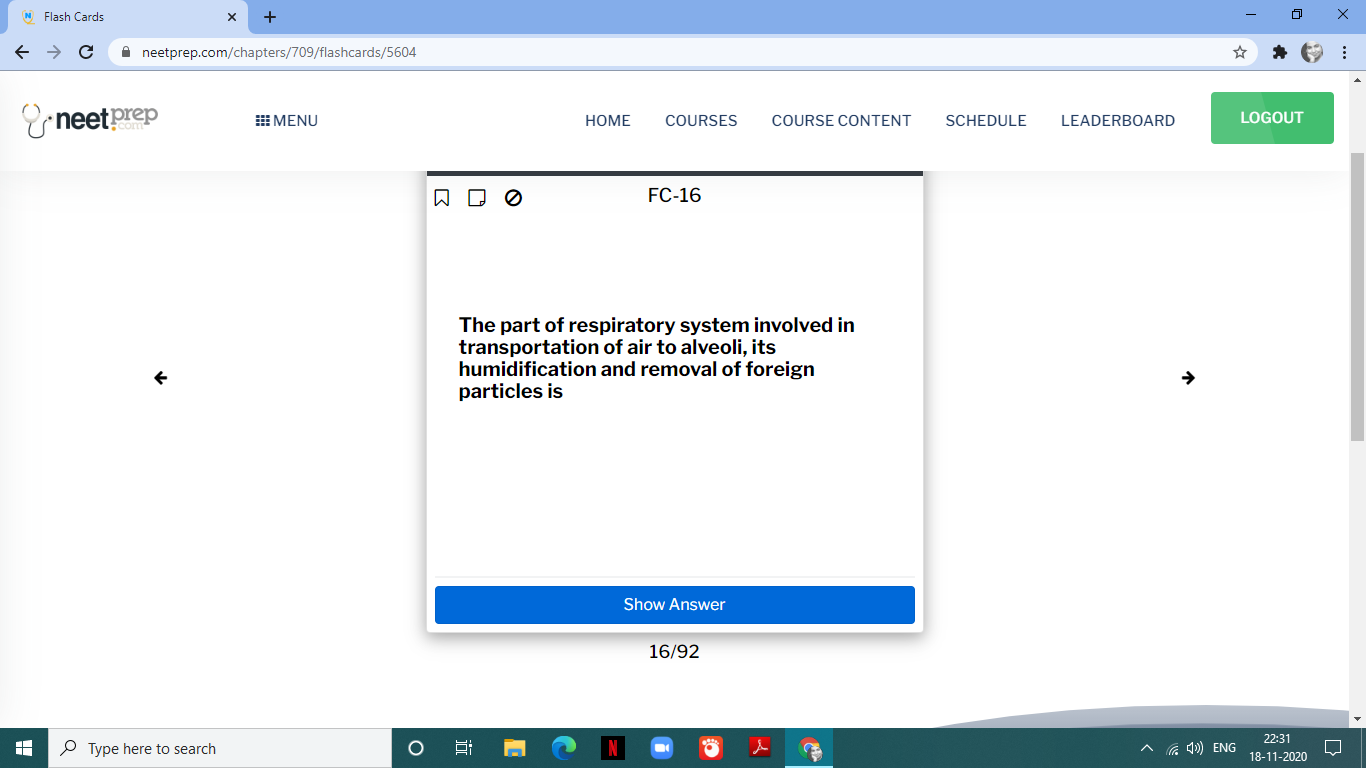 Flash Cards
neetprep.com/chapters/709/flashcards/5604
neetprep
.com
MENU
HOME
COURSES
COURSE CONTENT
SCHEDULE
LEADERBOARD
LOGOUT
FC-16
The part of respiratory system involved in
transportation of air to alveoli, its
humidification and removal of foreign
particles is
Show Answer
16/92
Type here to search
ENG
22:31
18-11-2020